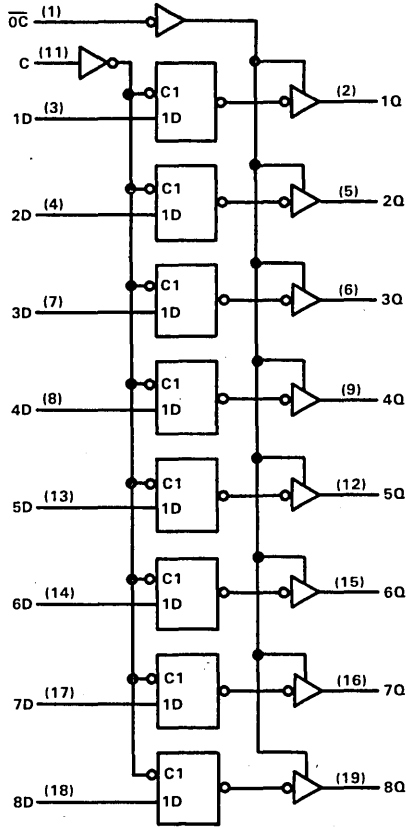 OC (1)
C (11)
C1 (2)
1D (3) 1D 1Q
C1 (5)
2D (4) 1D 2Q
C1 (6)
3D (7) 1D 3Q
C1 (9)
4D (8) 1D 4Q
C1 (12)
5D (13) 1D 5Q
C1 (15)
6D (14) 1D 6Q
C1 (16)
7D (17) 1D 7Q
C1 (19)
8D (18) 1D 8Q